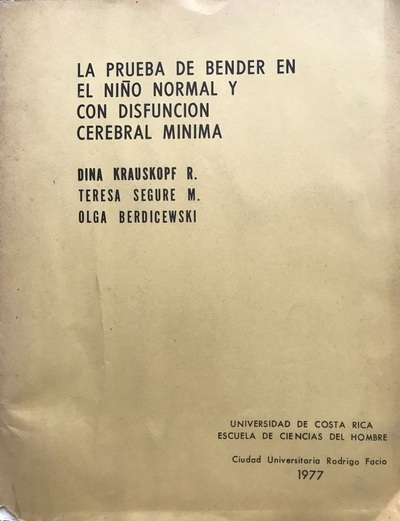 LA PRUEBA DE BENDER EN
EL NIÑO NORMAL Y
CON DISFUNCION
CEREBRAL MINIMA
DINA KRAUSKOPF R.
TERESA SEGURE M.
OLGA BERDICEWSKI
UNIVERSIDAD DE COSTA RICA
ESCUELA DE CIENCIAS DEL HOMBRE
Ciudad Universitaria Rodrigo Facio
1977